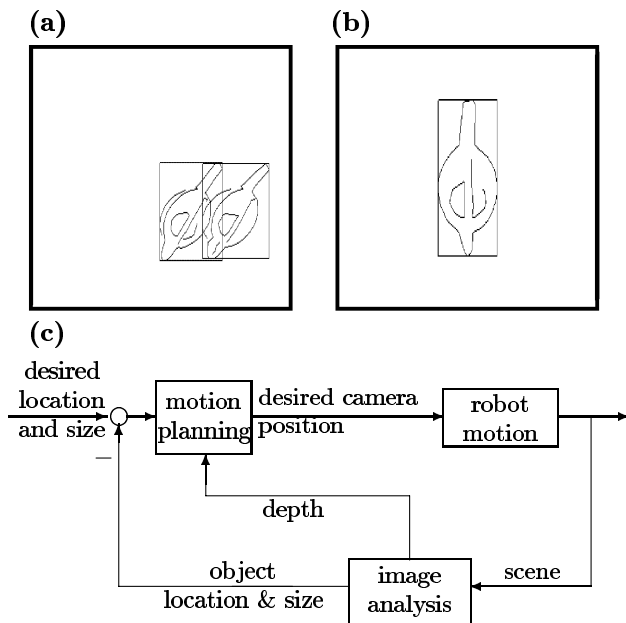 (a)
(b)
(c)
desired
location
and size
−
motion
planning
desired camera
position
robot
motion
depth
object
location & size
image
analysis
scene